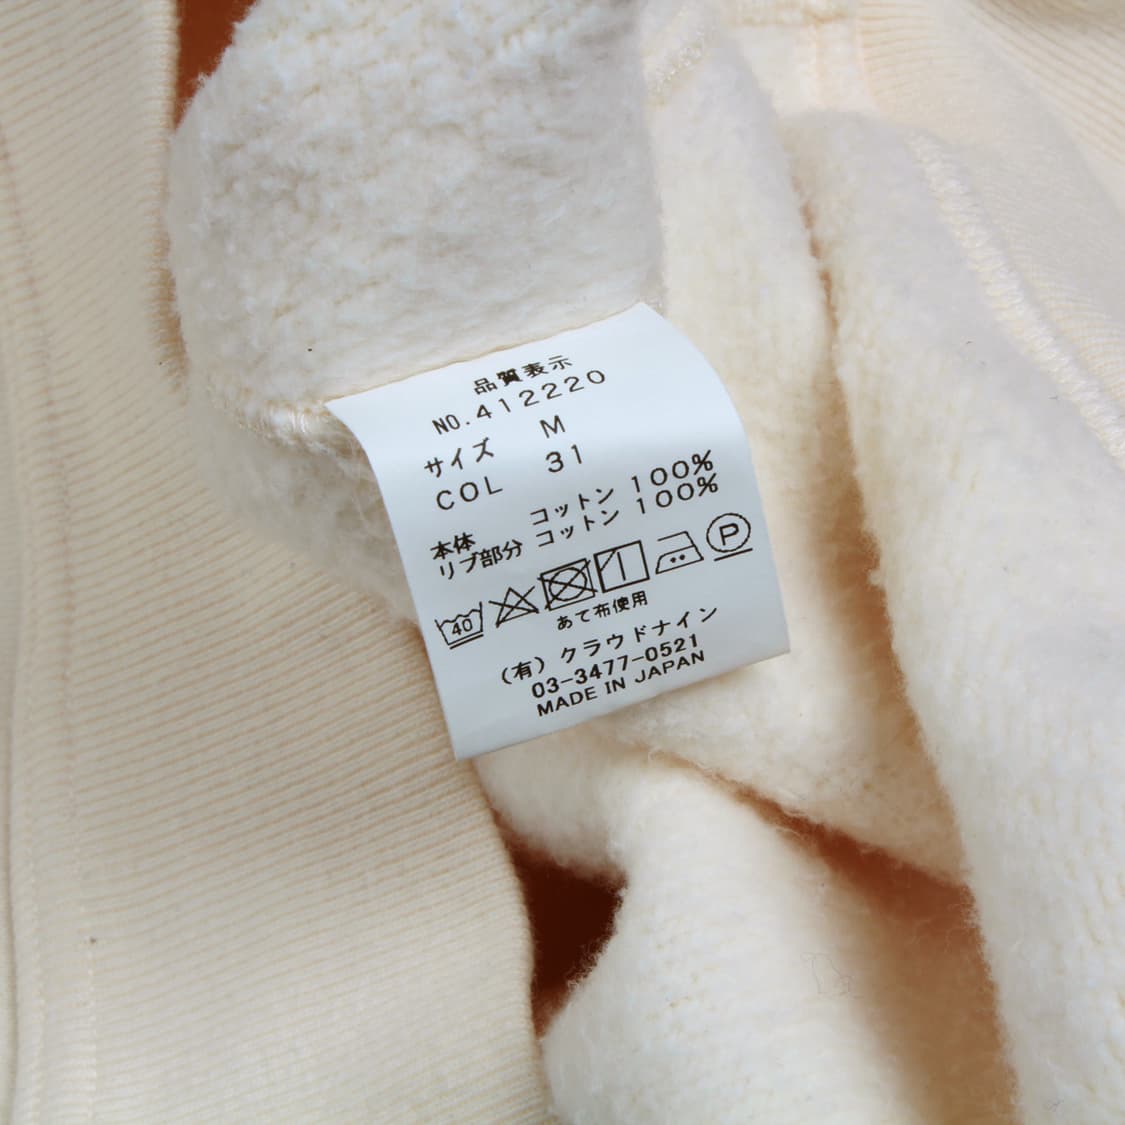 品質表示
NO.412220
サイズ M
COL 31
本体 コットン 100%
リブ部分 コットン 100%
40 P
あて布使用
(有) クラウドナイン
03-3477-0521
MADE IN JAPAN